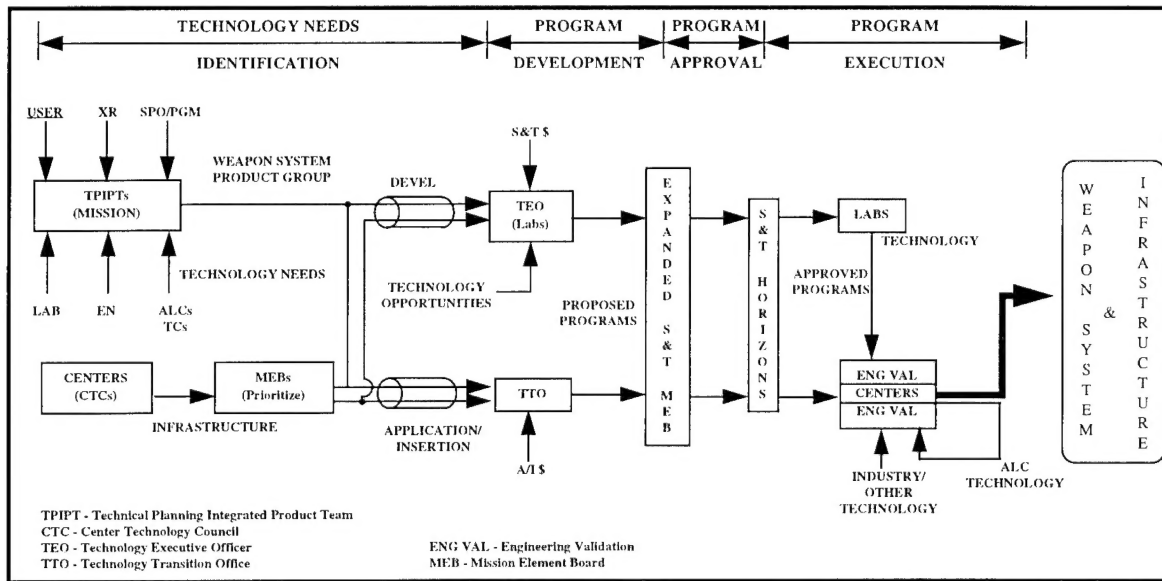 TECHNOLOGY NEEDS
IDENTIFICATION
PROGRAM
DEVELOPMENT
PROGRAM
APPROVAL
PROGRAM
EXECUTION
USER
XR
SPO/PGM
TPIPTs
(MISSION)
WEAPON SYSTEM
PRODUCT GROUP
TECHNOLOGY NEEDS
LAB
EN
ALCs
TCs
CENTERS
(CTCs)
INFRASTRUCTURE
MEBs
(Prioritize)
DEVEL
APPLICATION/
INSERTION
S&T $
TEO
(Labs)
TECHNOLOGY
OPPORTUNITIES
TTO
A/I $
PROPOSED
PROGRAMS
EXPANDED S&T MEB
S&T HORIZONS
LABS
TECHNOLOGY
APPROVED
PROGRAMS
ENG VAL
CENTERS
ENG VAL
INDUSTRY/
OTHER
TECHNOLOGY
ALC
TECHNOLOGY
WEAPON SYSTEM
&
INFRASTRUCTURE
TPIPT - Technical Planning Integrated Product Team
CTC - Center Technology Council
TEO - Technology Executive Officer
TTO - Technology Transition Office
ENG VAL - Engineering Validation
MEB - Mission Element Board